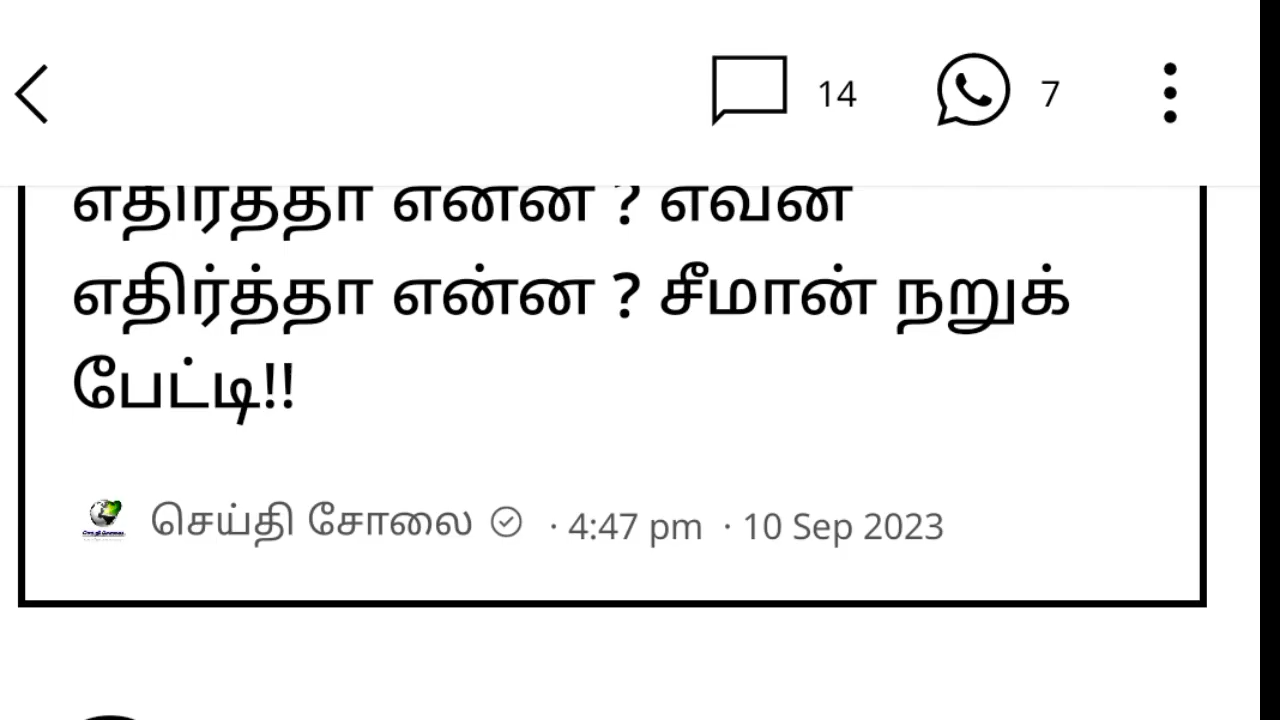 14
7
எதிர்த்தா என்ன ? எவன்
எதிர்த்தா என்ன ? சீமான் நறுக்
பேட்டி!!
செய்தி சோலை · 4:47 pm · 10 Sep 2023